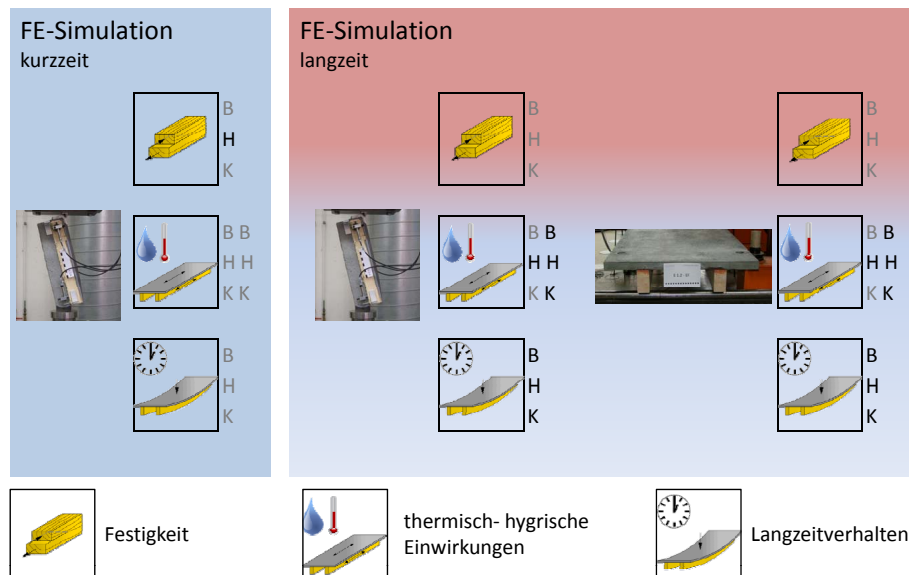 FE-Simulation
kurzzeit
B
H
K
B B
H H
K K
B
H
K
FE-Simulation
langzeit
B
H
K
B B
H H
K K
B
H
K
B
H
K
B B
H H
K K
B
H
K
Festigkeit
thermisch- hygrische
Einwirkungen
Langzeitverhalten